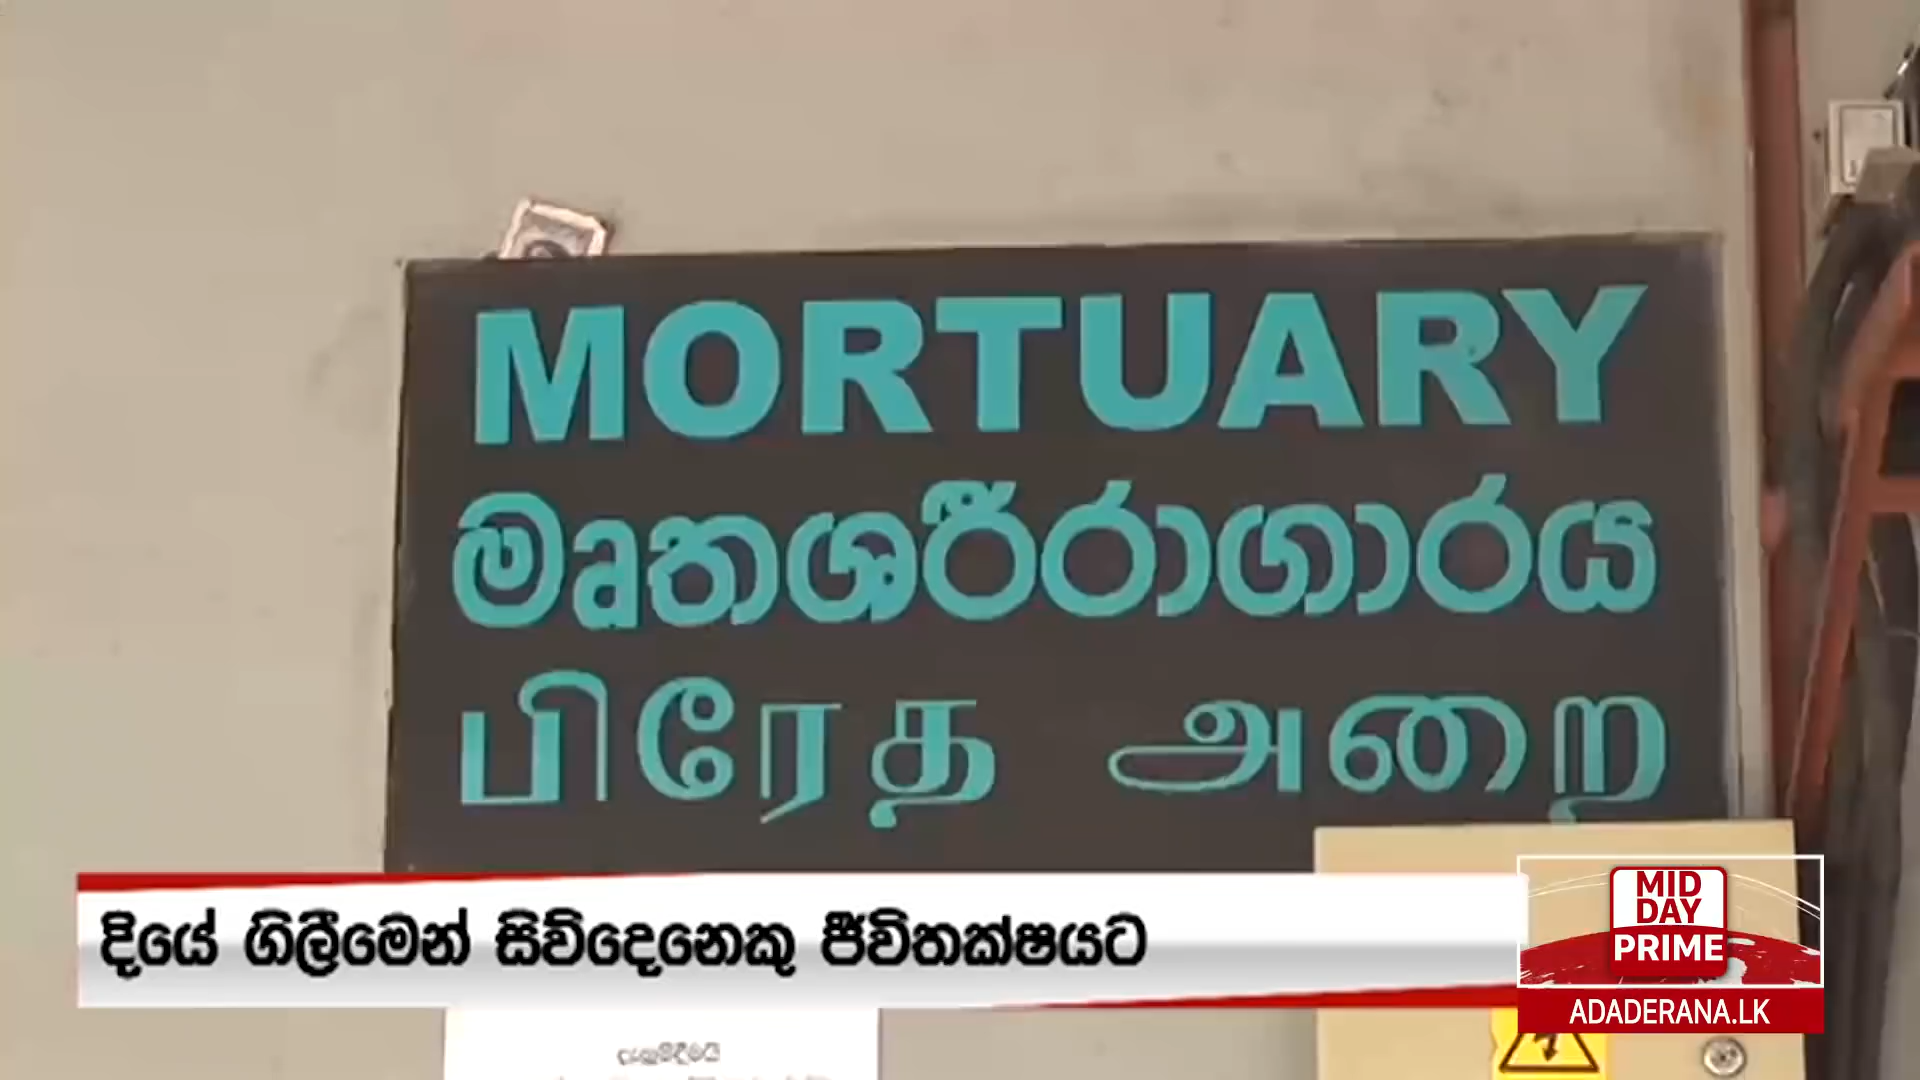 MORTUARY
මෘතශරීරාගාරය
பிரேத அறை
දියේ ගිලීමෙන් සිව්දෙනෙකු ජීවිතක්ෂයට
MID
DAY
PRIME
ADADERANA.LK